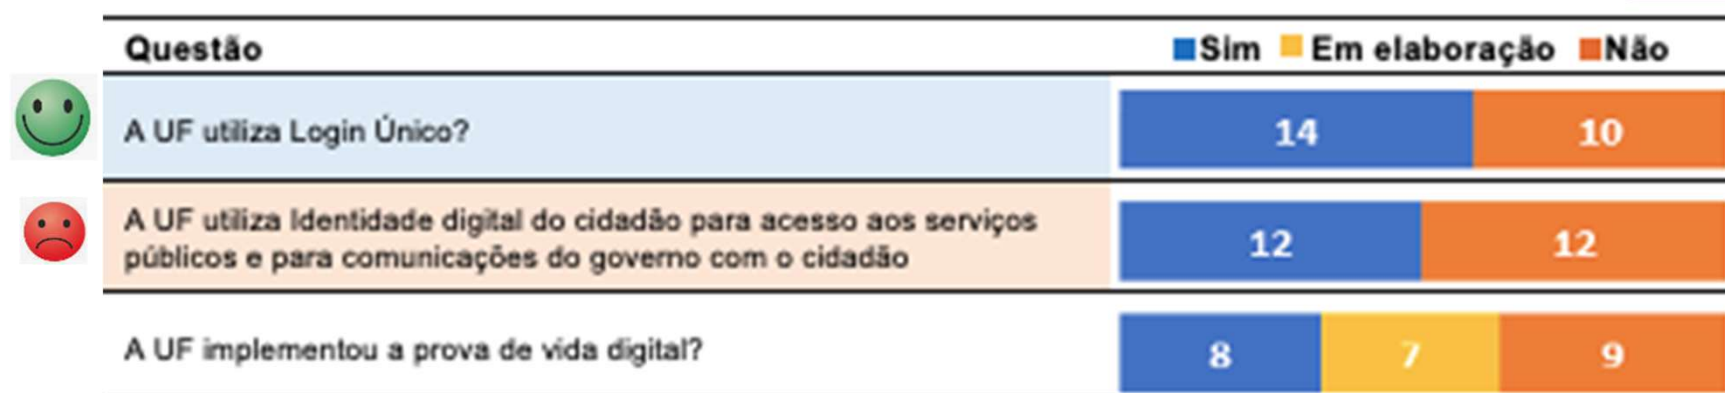 Questão Sim Em elaboração Não
A UF utiliza Login Único? 14 10
A UF utiliza Identidade digital do cidadão para acesso aos serviços
públicos e para comunicações do governo com o cidadão 12 12
A UF implementou a prova de vida digital? 8 7 9